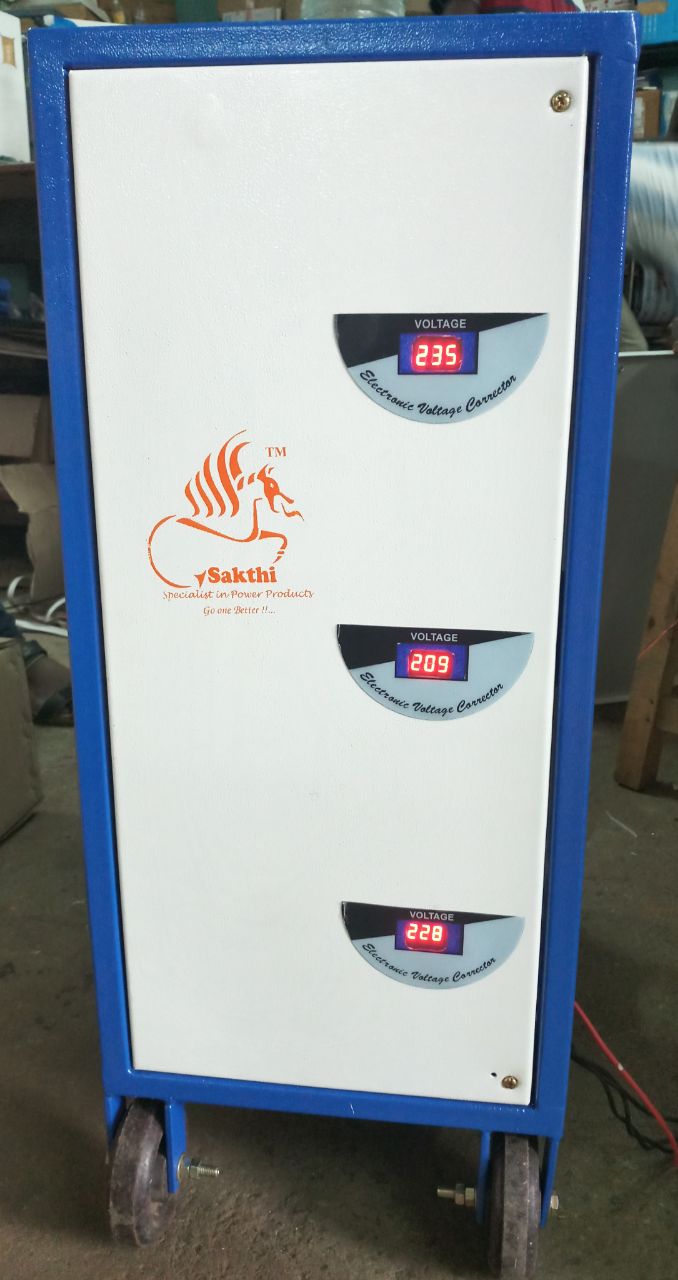 VOLTAGE
235
Electronic Voltage Corrector
TM
Sakthi
Specialist in Power Products
Go one Better !!...
VOLTAGE
209
Electronic Voltage Corrector
VOLTAGE
228
Electronic Voltage Corrector